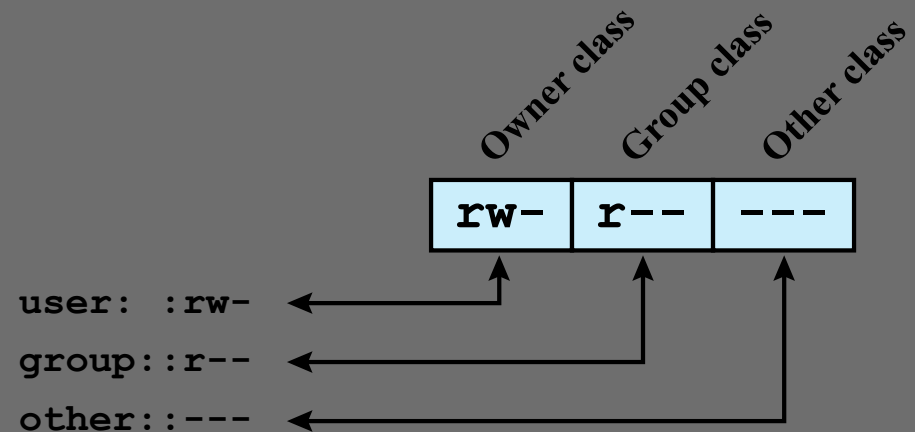 Owner class
Group class
Other class
rw- r-- ---
user: :rw-
group::r--
other::---